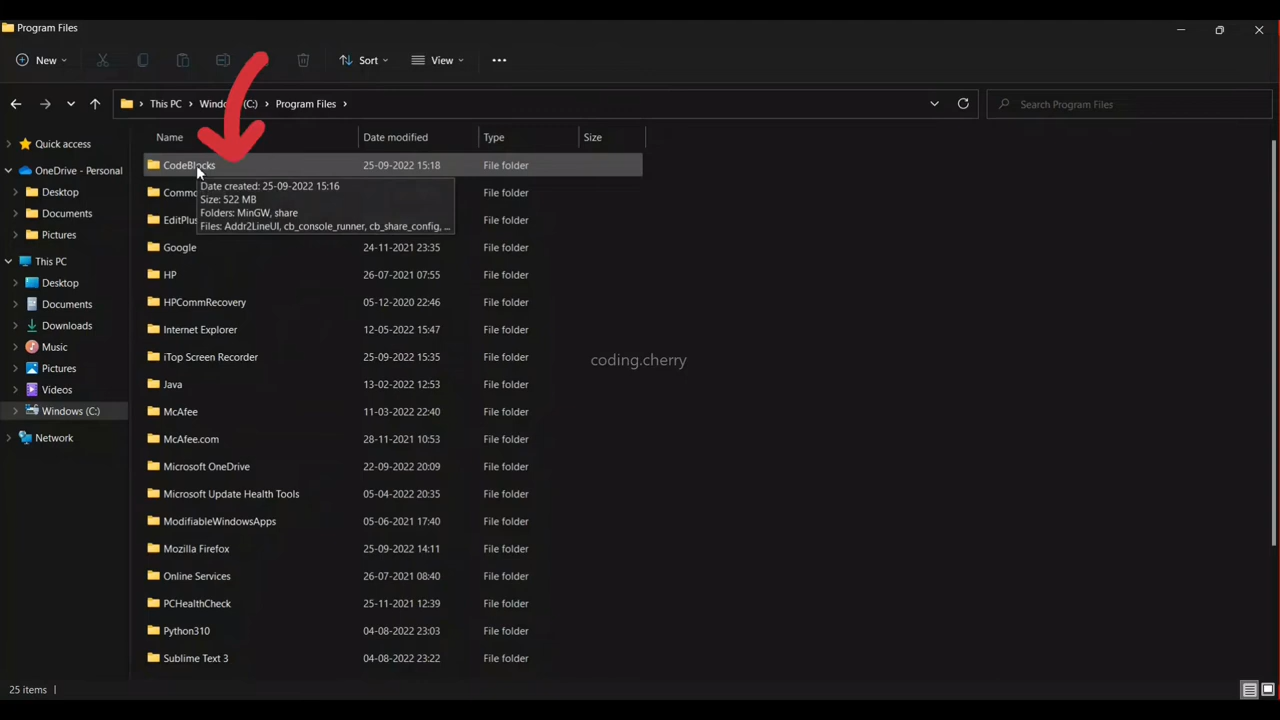 Program Files
New
Sort
View
This PC
Program Files
Search Program Files
Name Date modified Type Size
Quick access
OneDrive - Personal
Desktop
Documents
Pictures
This PC
Desktop
Documents
Downloads
Music
Pictures
Videos
Windows (C:)
Network
CodeBlocks 25-09-2022 15:18 File folder
Date created: 25-09-2022 15:16
Size: 522 MB
Folders: MinGW, share
Files: Addr2LineUI, cb_console_runner, cb_share_config, ...
File folder
File folder
Google 24-11-2021 23:35 File folder
HP 26-07-2021 07:55 File folder
HPCommRecovery 05-12-2020 22:46 File folder
Internet Explorer 12-05-2022 15:47 File folder
iTop Screen Recorder 25-09-2022 15:35 File folder
Java 13-02-2022 12:53 File folder
McAfee 11-03-2022 22:40 File folder
McAfee.com 28-11-2021 10:53 File folder
Microsoft OneDrive 22-09-2022 20:09 File folder
Microsoft Update Health Tools 05-04-2022 20:35 File folder
ModifiableWindowsApps 05-06-2021 17:40 File folder
Mozilla Firefox 25-09-2022 14:11 File folder
Online Services 26-07-2021 08:40 File folder
PCHealthCheck 25-11-2021 12:39 File folder
Python310 04-08-2022 23:03 File folder
Sublime Text 3 04-08-2022 23:22 File folder
coding.cherry
25 items